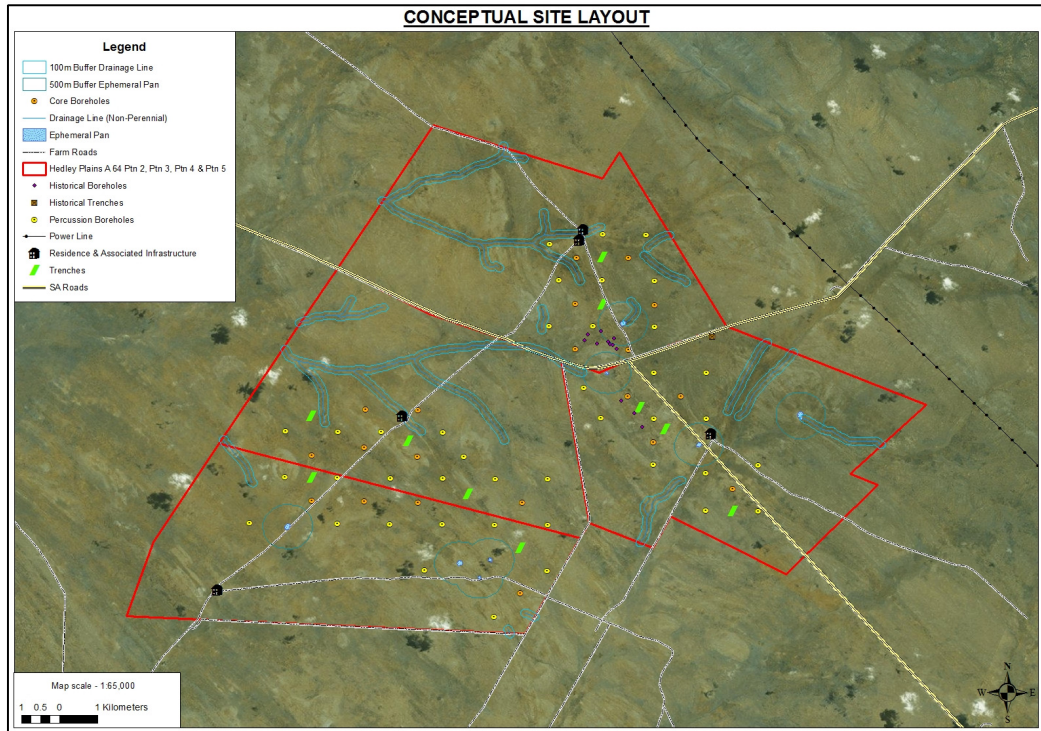 CONCEPTUAL SITE LAYOUT
Legend
100m Buffer Drainage Line
500m Buffer Ephemeral Pan
Core Boreholes
Drainage Line (Non-Perennial)
Ephemeral Pan
Farm Roads
Hedley Plains A 64 Ptn 2, Ptn 3, Ptn 4 & Ptn 5
Historical Boreholes
Historical Trenches
Percussion Boreholes
Power Line
Residence & Associated Infrastructure
Trenches
SA Roads
Map scale - 1:65,000
1 0.5 0 1 Kilometers
N
W E
S